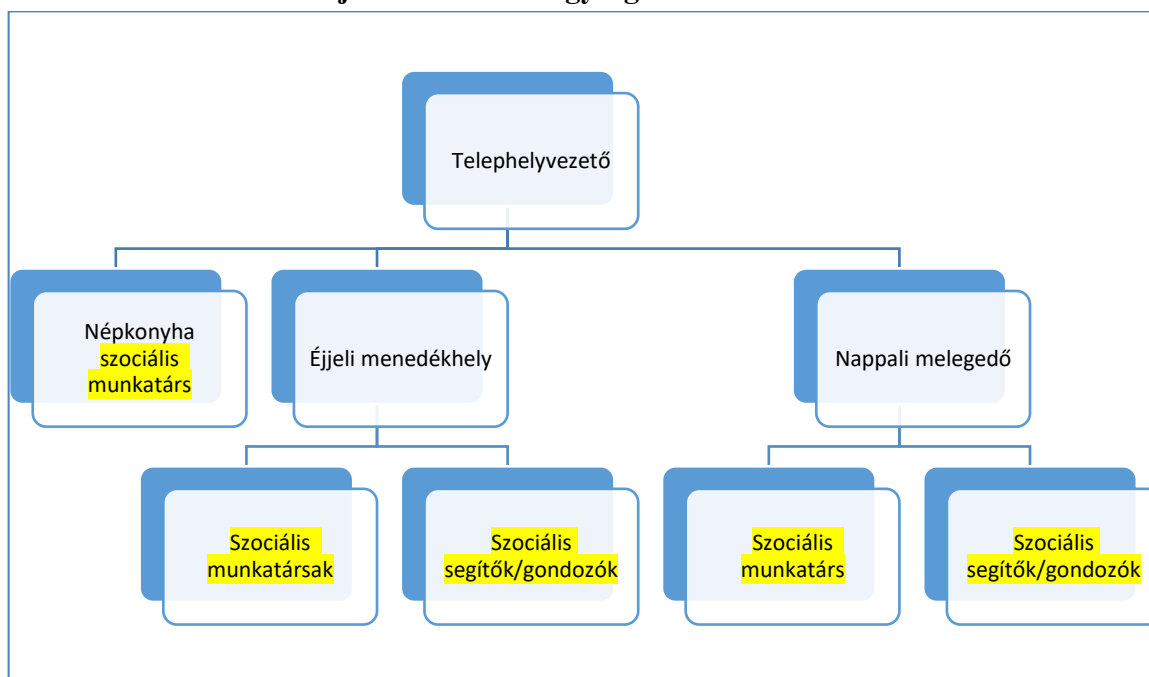 Telephelyvezető
Népkonyha
szociális
munkatárs
Éjjeli menedékhely
Nappali melegedő
Szociális
munkatársak
Szociális
segítők/gondozók
Szociális
munkatárs
Szociális
segítők/gondozók